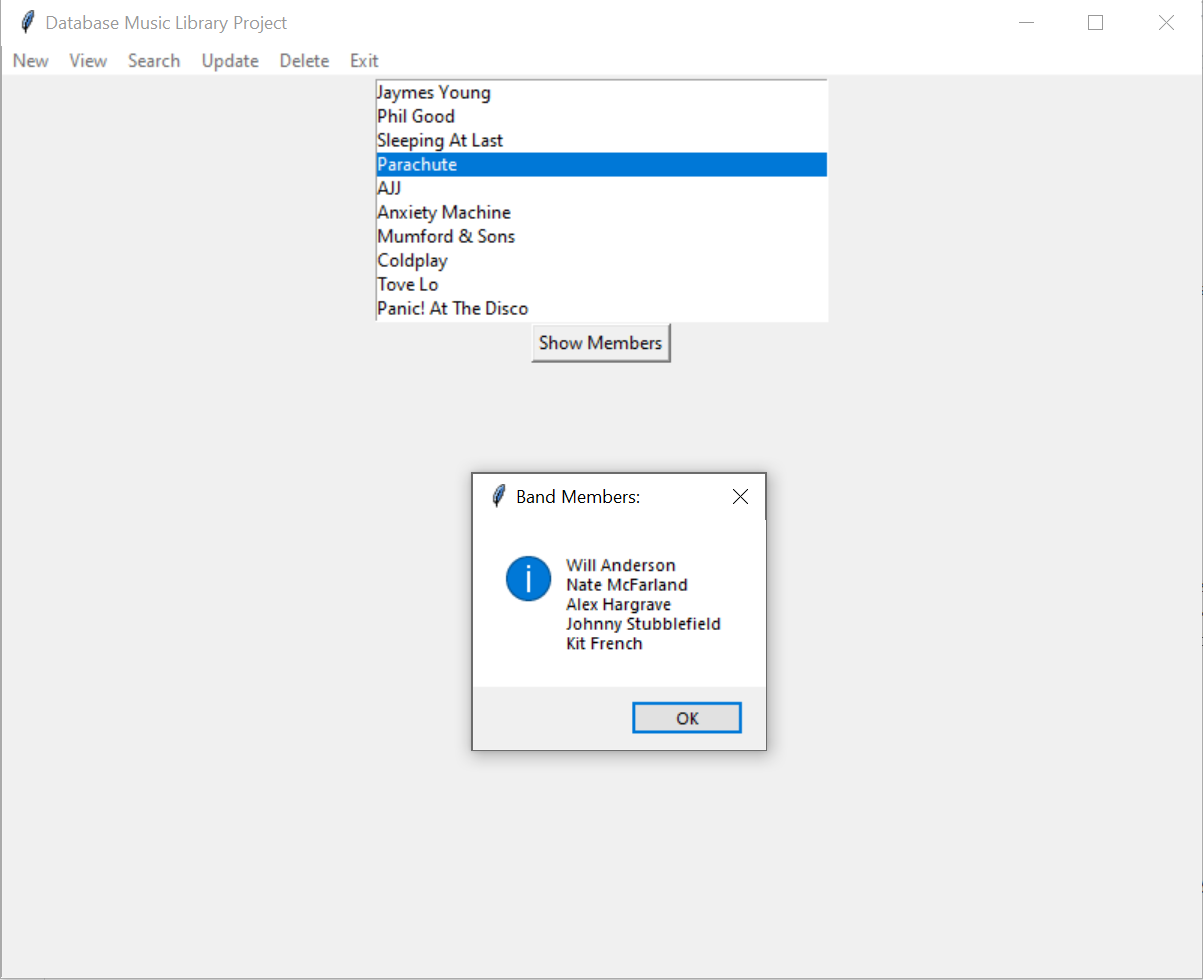 Database Music Library Project
New View Search Update Delete Exit
Jaymes Young
Phil Good
Sleeping At Last
Parachute
AJJ
Anxiety Machine
Mumford & Sons
Coldplay
Tove Lo
Panic! At The Disco
Show Members
Band Members:
Will Anderson
Nate McFarland
Alex Hargrave
Johnny Stubblefield
Kit French
OK